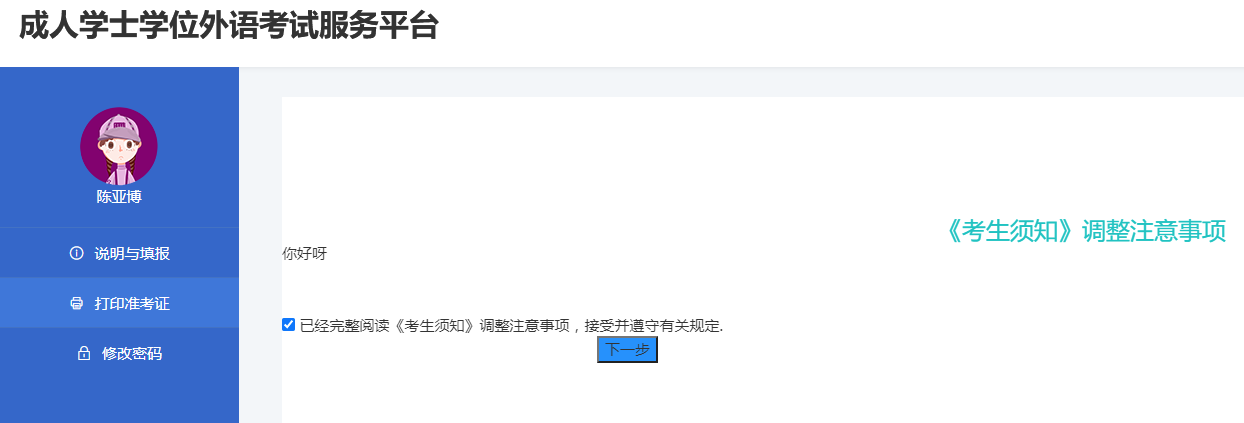 成人学士学位外语考试服务平台
陈亚博
说明与填报
打印准考证
修改密码
《考生须知》调整注意事项
你好呀
已经完整阅读《考生须知》调整注意事项，接受并遵守有关规定.
下一步